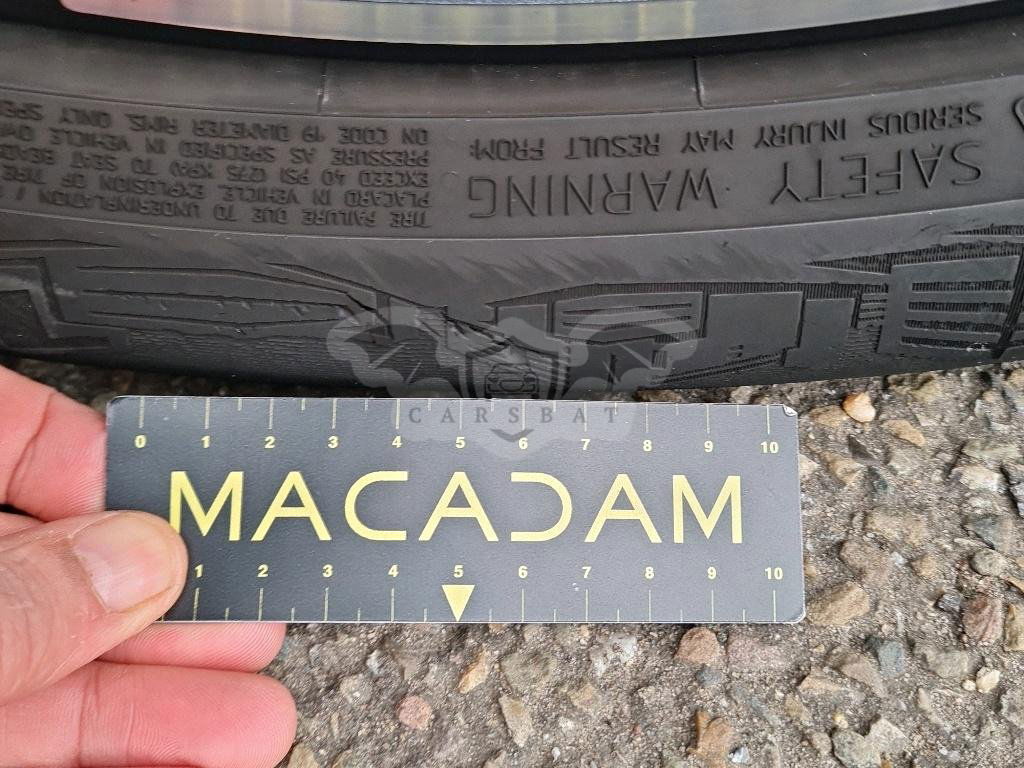 SAFETY WARNING
SERIOUS INJURY MAY RESULT FROM:
TIRE FAILURE DUE TO UNDERINFLATION /
PLACARD IN VEHICLE. EXPLOSION OF TIRE
EXCEED 40 PSI (275 KPA) TO SEAT BEADS
PRESSURE AS SPECIFIED IN VEHICLE
ON CODE 19 DIAMETER RIMS. ONLY
CARSBAT
0 1 2 3 4 5 6 7 8 9 10
MACADAM
1 2 3 4 5 6 7 8 9 10